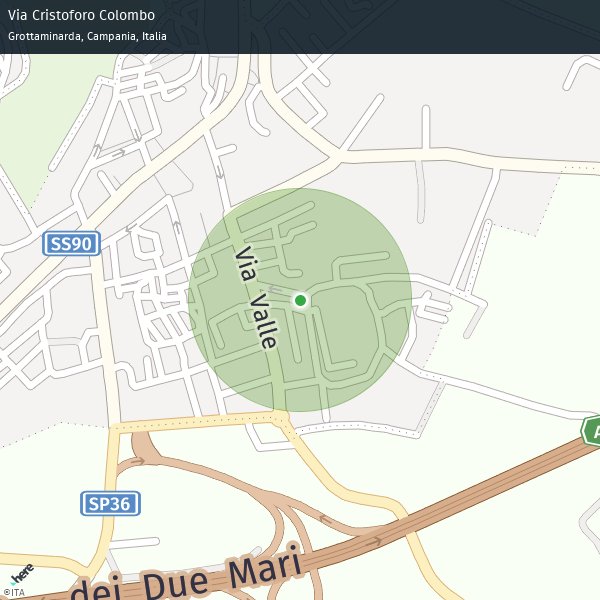 Via Cristoforo Colombo
Grottaminarda, Campania, Italia
SS90
Via Valle
A
SP36
dei Due Mari
here
©ITA